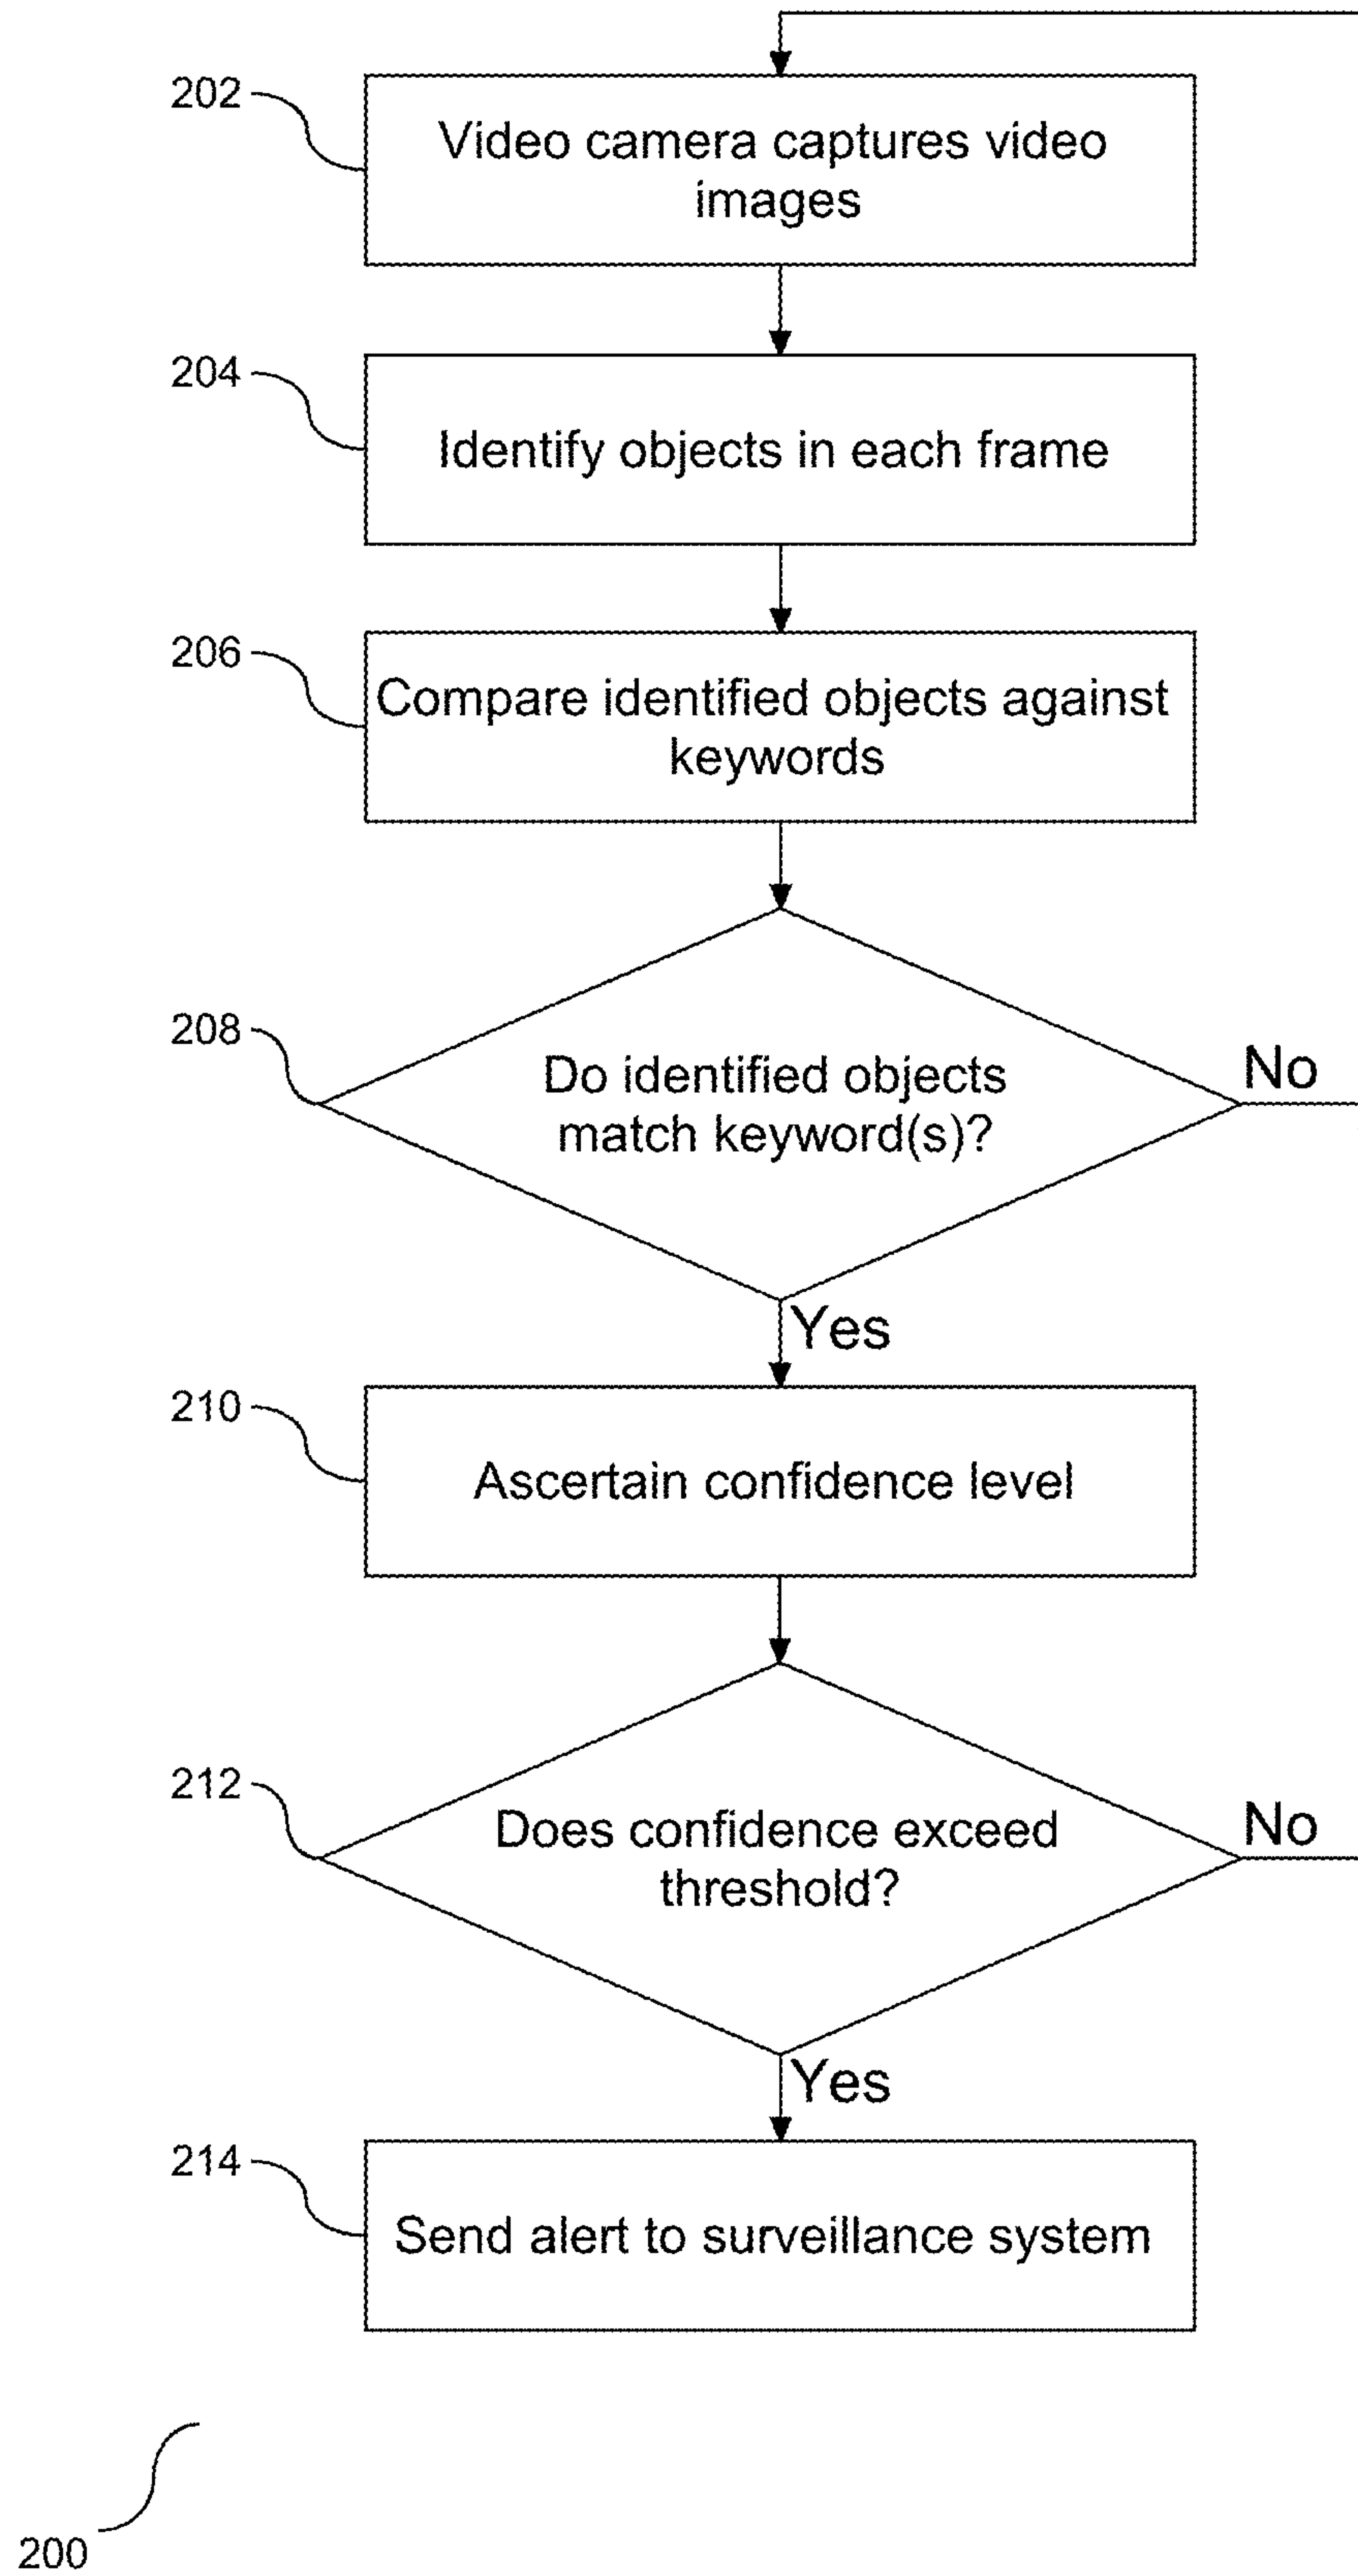 202
Video camera captures video
images
204
Identify objects in each frame
206
Compare identified objects against
keywords
208
Do identified objects
match keyword(s)?
No
Yes
210
Ascertain confidence level
212
Does confidence exceed
threshold?
No
Yes
214
Send alert to surveillance system
200